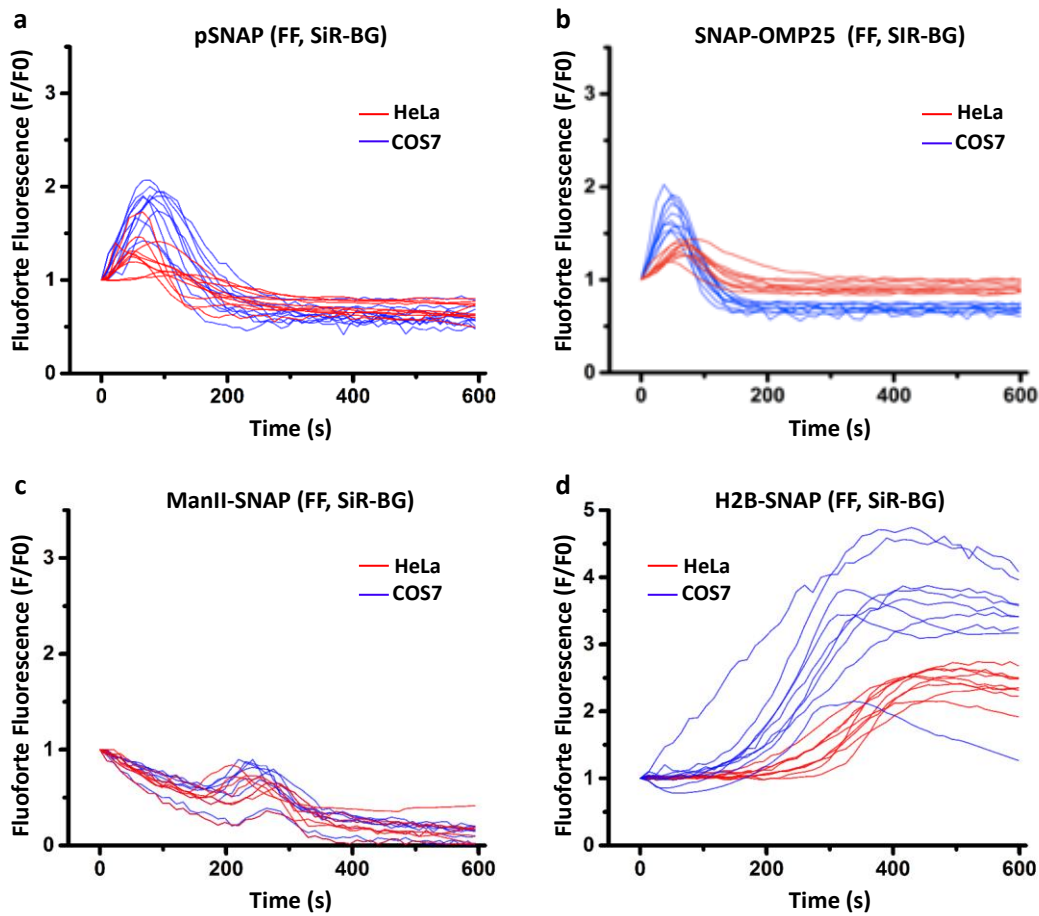 a
pSNAP (FF, SiR-BG)
Fluoforte Fluorescence (F/F0)
3
2
1
0
HeLa
COS7
0 200 400 600
Time (s)
b
SNAP-OMP25 (FF, SIR-BG)
Fluoforte Fluorescence (F/F0)
3
2
1
0
HeLa
COS7
0 200 400 600
Time (s)
c
ManII-SNAP (FF, SiR-BG)
Fluoforte Fluorescence (F/F0)
3
2
1
0
HeLa
COS7
0 200 400 600
Time (s)
d
H2B-SNAP (FF, SiR-BG)
Fluoforte Fluorescence (F/F0)
5
4
3
2
1
0
HeLa
COS7
0 200 400 600
Time (s)